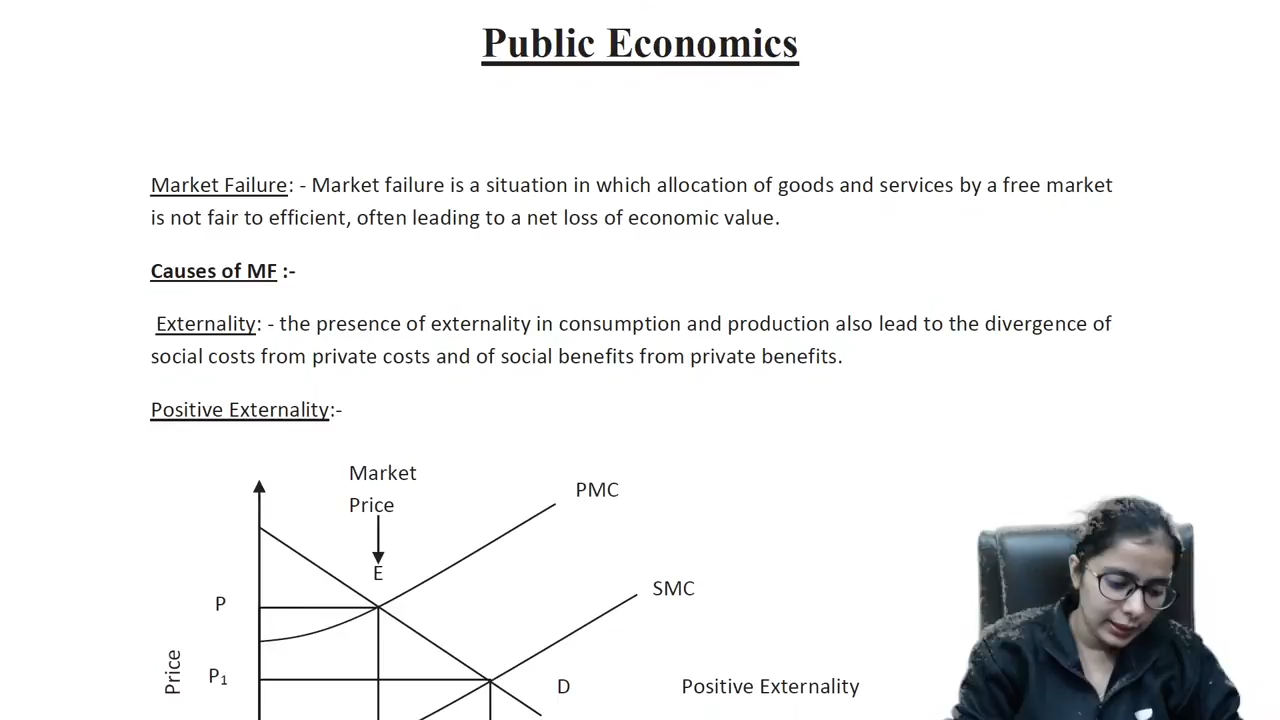 Public Economics
Market Failure: - Market failure is a situation in which allocation of goods and services by a free market
is not fair to efficient, often leading to a net loss of economic value.
Causes of MF :-
Externality: - the presence of externality in consumption and production also lead to the divergence of
social costs from private costs and of social benefits from private benefits.
Positive Externality:-
Market
Price
PMC
E
SMC
P
Price
P1
D
Positive Externality